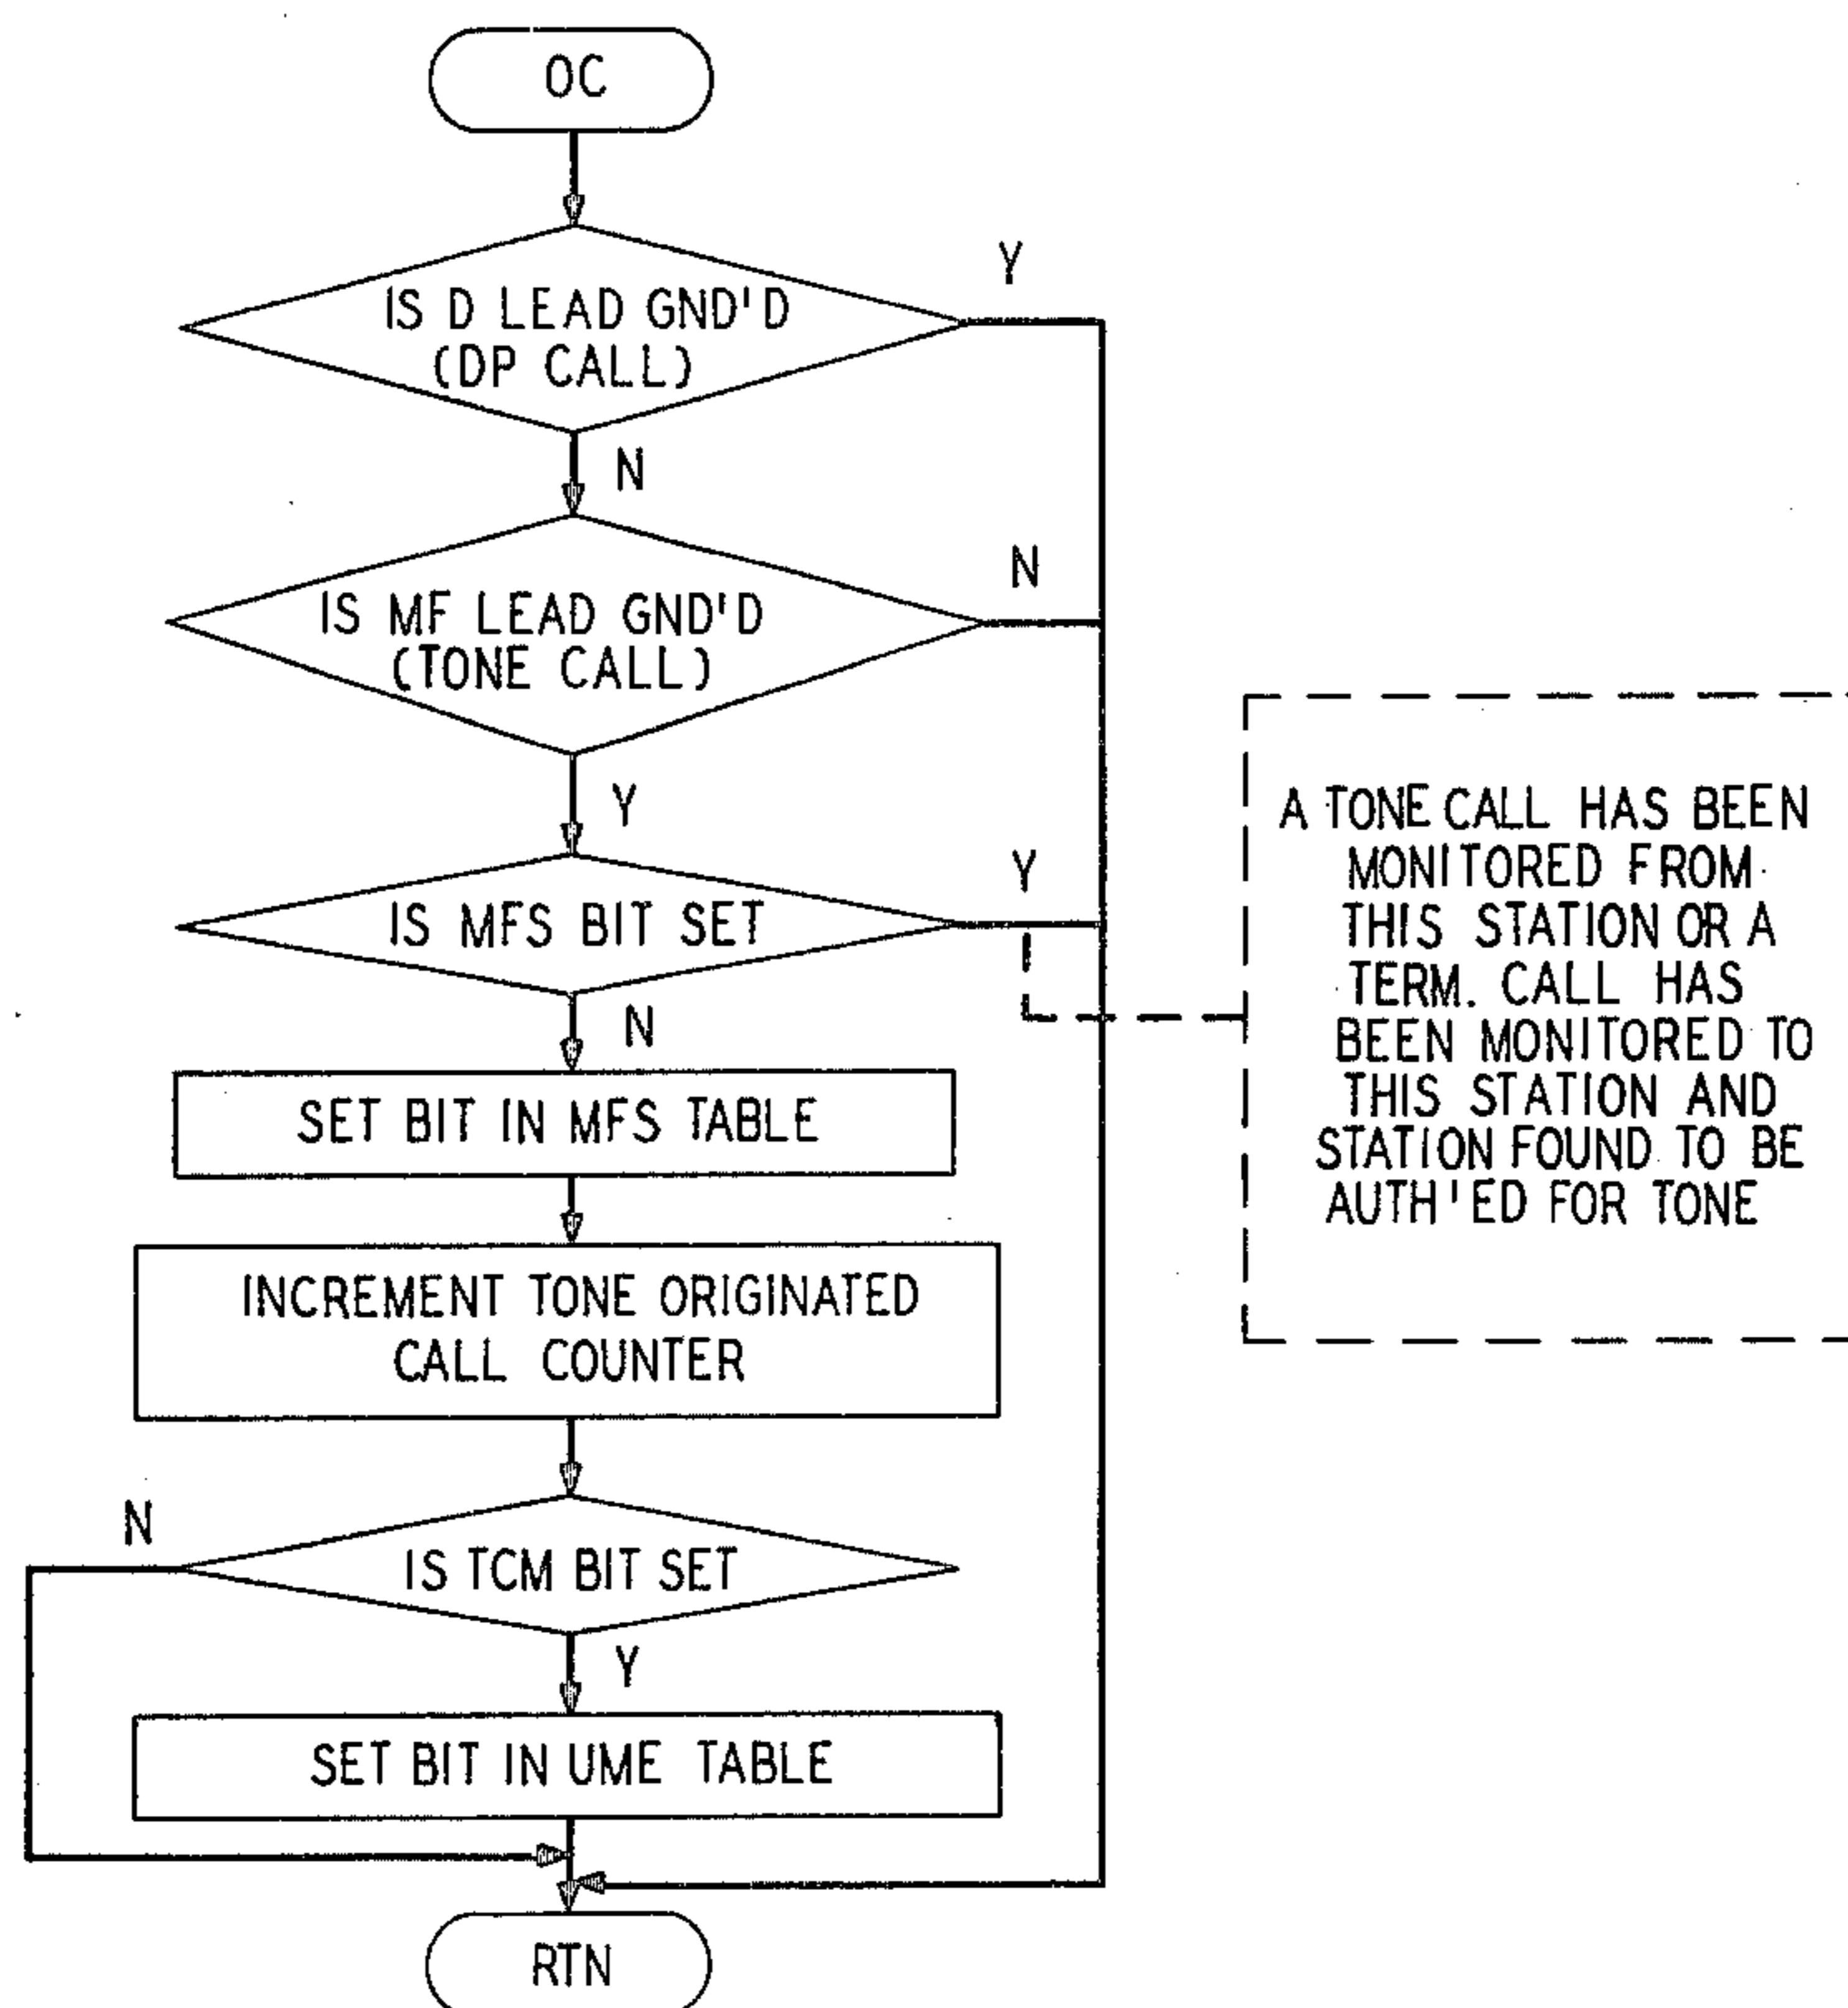 OC
IS D LEAD GND'D
(DP CALL)
Y
N
IS MF LEAD GND'D
(TONE CALL)
N
Y
IS MFS BIT SET
Y
N
A TONE CALL HAS BEEN
MONITORED FROM
THIS STATION OR A
TERM. CALL HAS
BEEN MONITORED TO
THIS STATION AND
STATION FOUND TO BE
AUTH'ED FOR TONE
SET BIT IN MFS TABLE
INCREMENT TONE ORIGINATED
CALL COUNTER
N
IS TCM BIT SET
Y
SET BIT IN UME TABLE
RTN